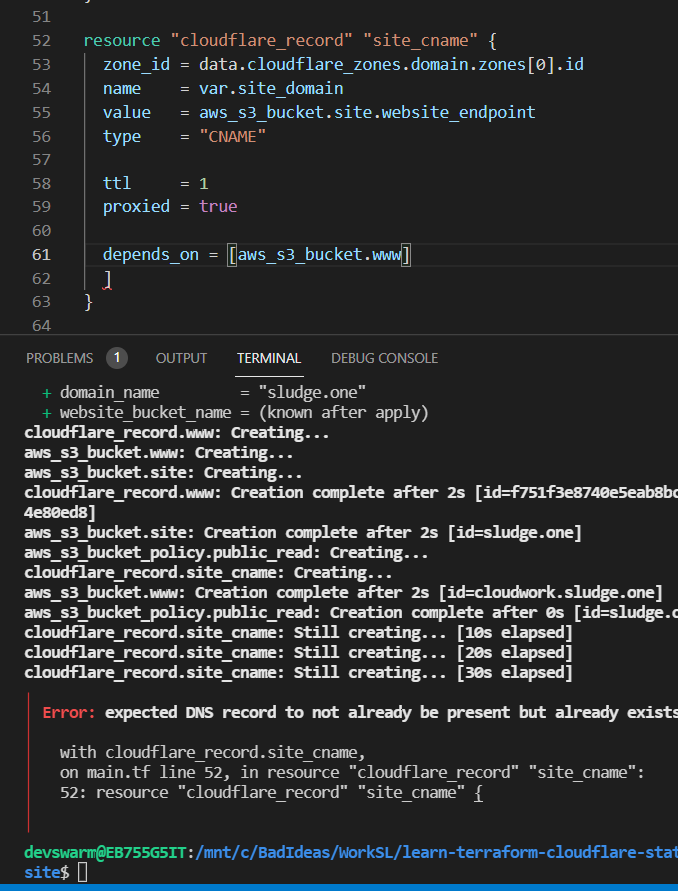 51
52 resource "cloudflare_record" "site_cname" {
53 zone_id = data.cloudflare_zones.domain.zones[0].id
54 name = var.site_domain
55 value = aws_s3_bucket.site.website_endpoint
56 type = "CNAME"
57
58 ttl = 1
59 proxied = true
60
61 depends_on = [aws_s3_bucket.www]
62 ]
63 }
64
PROBLEMS 1 OUTPUT TERMINAL DEBUG CONSOLE
+ domain_name = "sludge.one"
+ website_bucket_name = (known after apply)
cloudflare_record.www: Creating...
aws_s3_bucket.www: Creating...
aws_s3_bucket.site: Creating...
cloudflare_record.www: Creation complete after 2s [id=f751f3e8740e5eab8bc
4e80ed8]
aws_s3_bucket.site: Creation complete after 2s [id=sludge.one]
aws_s3_bucket_policy.public_read: Creating...
cloudflare_record.site_cname: Creating...
aws_s3_bucket.www: Creation complete after 2s [id=cloudwork.sludge.one]
aws_s3_bucket_policy.public_read: Creation complete after 0s [id=sludge.o
cloudflare_record.site_cname: Still creating... [10s elapsed]
cloudflare_record.site_cname: Still creating... [20s elapsed]
cloudflare_record.site_cname: Still creating... [30s elapsed]
Error: expected DNS record to not already be present but already exists
with cloudflare_record.site_cname,
on main.tf line 52, in resource "cloudflare_record" "site_cname":
52: resource "cloudflare_record" "site_cname" {
devswarm@EB755G5IT:/mnt/c/BadIdeas/WorkSL/learn-terraform-cloudflare-stat
site$